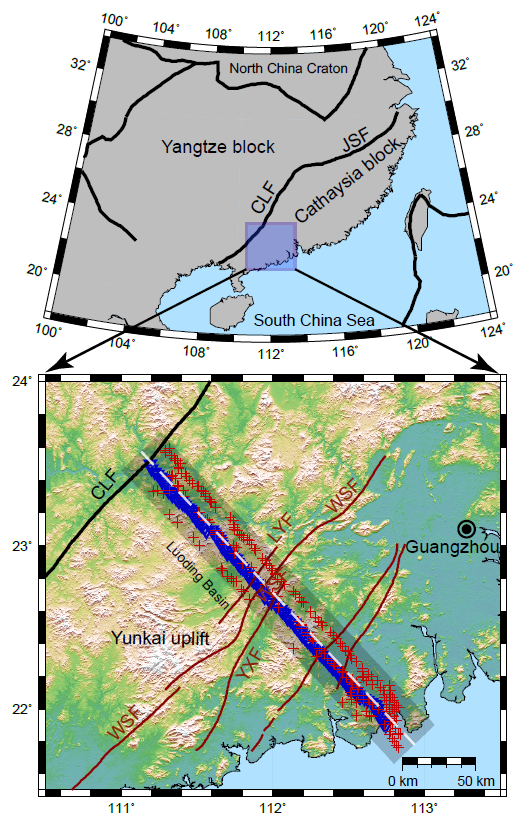 100˚ 104˚ 108˚ 112˚ 116˚ 120˚ 124˚
32˚ 32˚
North China Craton
28˚ 28˚
Yangtze block
JSF
Cathaysia block
CLF
24˚ 24˚
20˚ 20˚
South China Sea
100˚ 104˚ 108˚ 112˚ 116˚ 120˚ 124˚
24˚
CLF
WSF
LYF
23˚
Guangzhou
Luoding Basin
Yunkai uplift
YXF
22˚
WSF
0 km 50 km
111˚ 112˚ 113˚